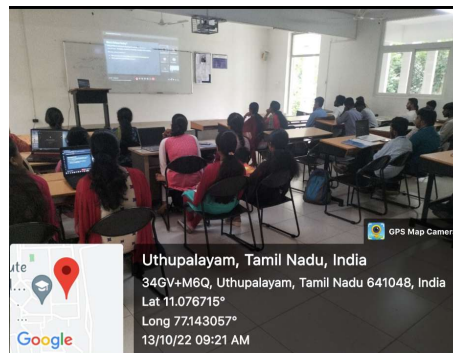 GPS Map Camer
Uthupalayam, Tamil Nadu, India
34GV+M6Q, Uthupalayam, Tamil Nadu 641048, India
Lat 11.076715°
Long 77.143057°
13/10/22 09:21 AM
ute
Google